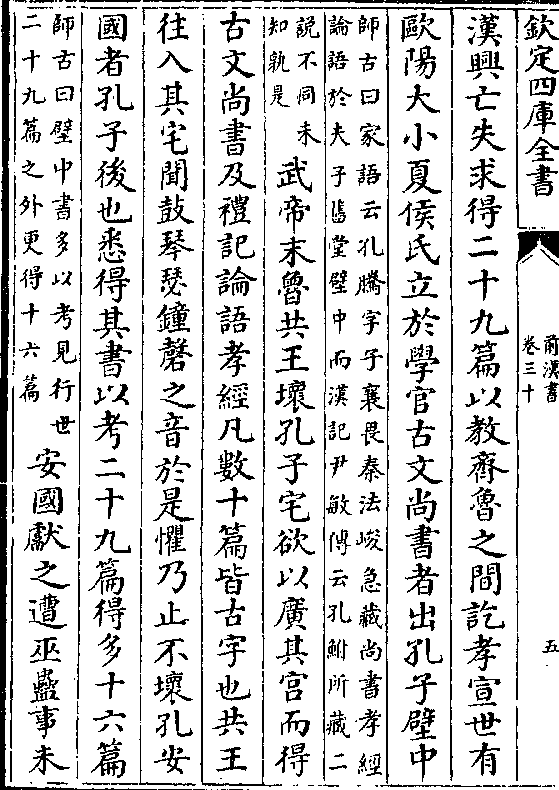 欽定四庫全書
前漢書
卷三十
五
漢興亡失求得二十九篇以教齊魯之間訖孝宣世有
歐陽大小夏侯氏立於學官古文尚書者出孔子壁中
師古曰家語云孔騰字子襄畏秦法峻急藏尚書孝經
論語於夫子舊堂壁中而漢記尹敏傳云孔鮒所藏二
說不同未
知孰是
武帝末魯共王壞孔子宅欲以廣其宮而得
古文尚書及禮記論語孝經凡數十篇皆古字也共王
往入其宅聞鼓琴瑟鐘磬之音於是懼乃止不壞孔安
國者孔子後也悉得其書以考二十九篇得多十六篇
師古曰壁中書多以考見行世
二十九篇之外更得十六篇
安國獻之遭巫蠱事未